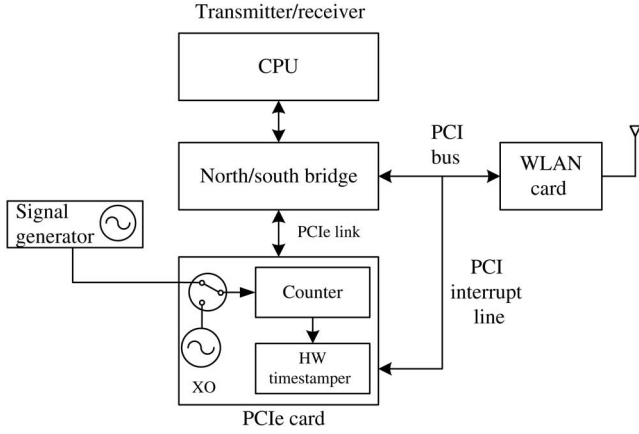 Transmitter/receiver
CPU
PCI
bus
North/south bridge
WLAN
card
Signal
generator
PCIe link
PCI
interrupt
line
Counter
HW
timestamper
XO
PCIe card